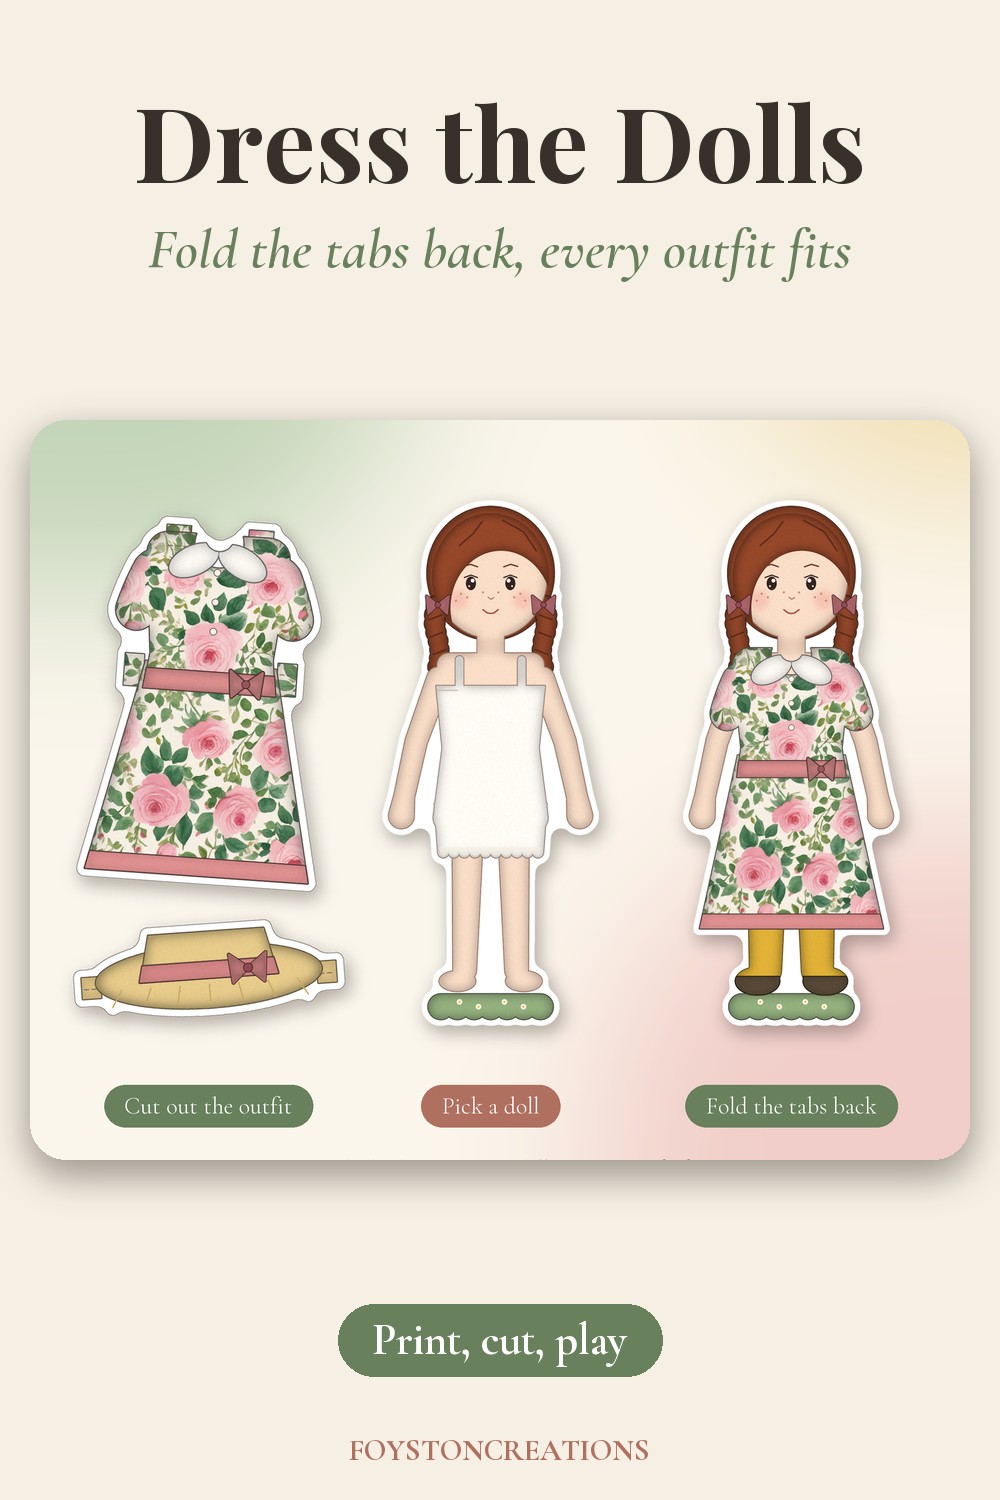 Dress the Dolls
Fold the tabs back, every outfit fits
Cut out the outfit
Pick a doll
Fold the tabs back
Print, cut, play
FOYSTONCREATIONS